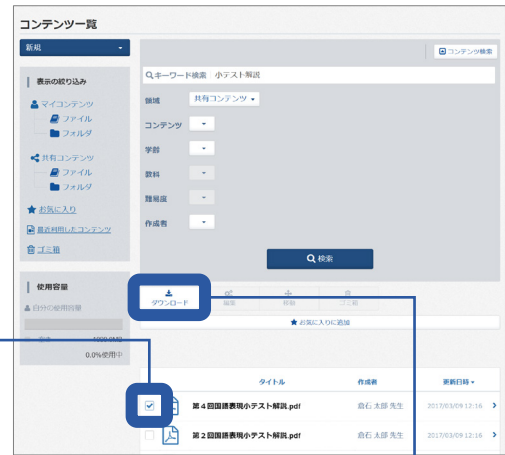 コンテンツ一覧
新規
コンテンツ検索
表示の絞り込み
マイコンテンツ
ファイル
フォルダ
共有コンテンツ
ファイル
フォルダ
お気に入り
最近利用したコンテンツ
ゴミ箱
使用容量
自分の使用容量
0.0%使用中
キーワード検索 小テスト解説
領域 共有コンテンツ
コンテンツ
学齢
教科
難易度
作成者
検索
ダウンロード 編集 移動 ゴミ箱
お気に入りに追加
タイトル 作成者 更新日時
第4回国語表現小テスト解説.pdf 倉石 太郎 先生 2017/03/09 12:16
第2回国語表現小テスト解説.pdf 倉石 太郎 先生 2017/03/09 12:16